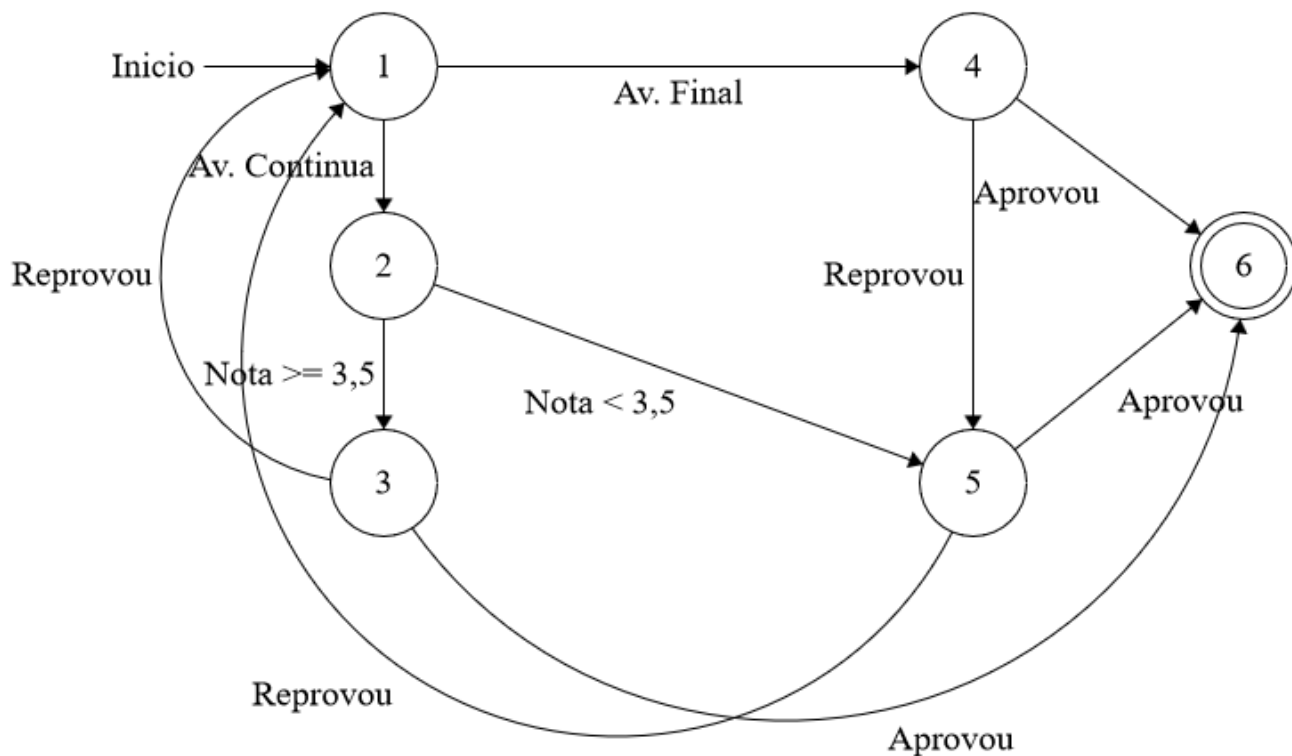 Inicio
1
4
Av. Final
Av. Continua
Aprovou
2
6
Reprovou
Reprovou
Nota >= 3,5
Nota < 3,5
Aprovou
3
5
Reprovou
Aprovou